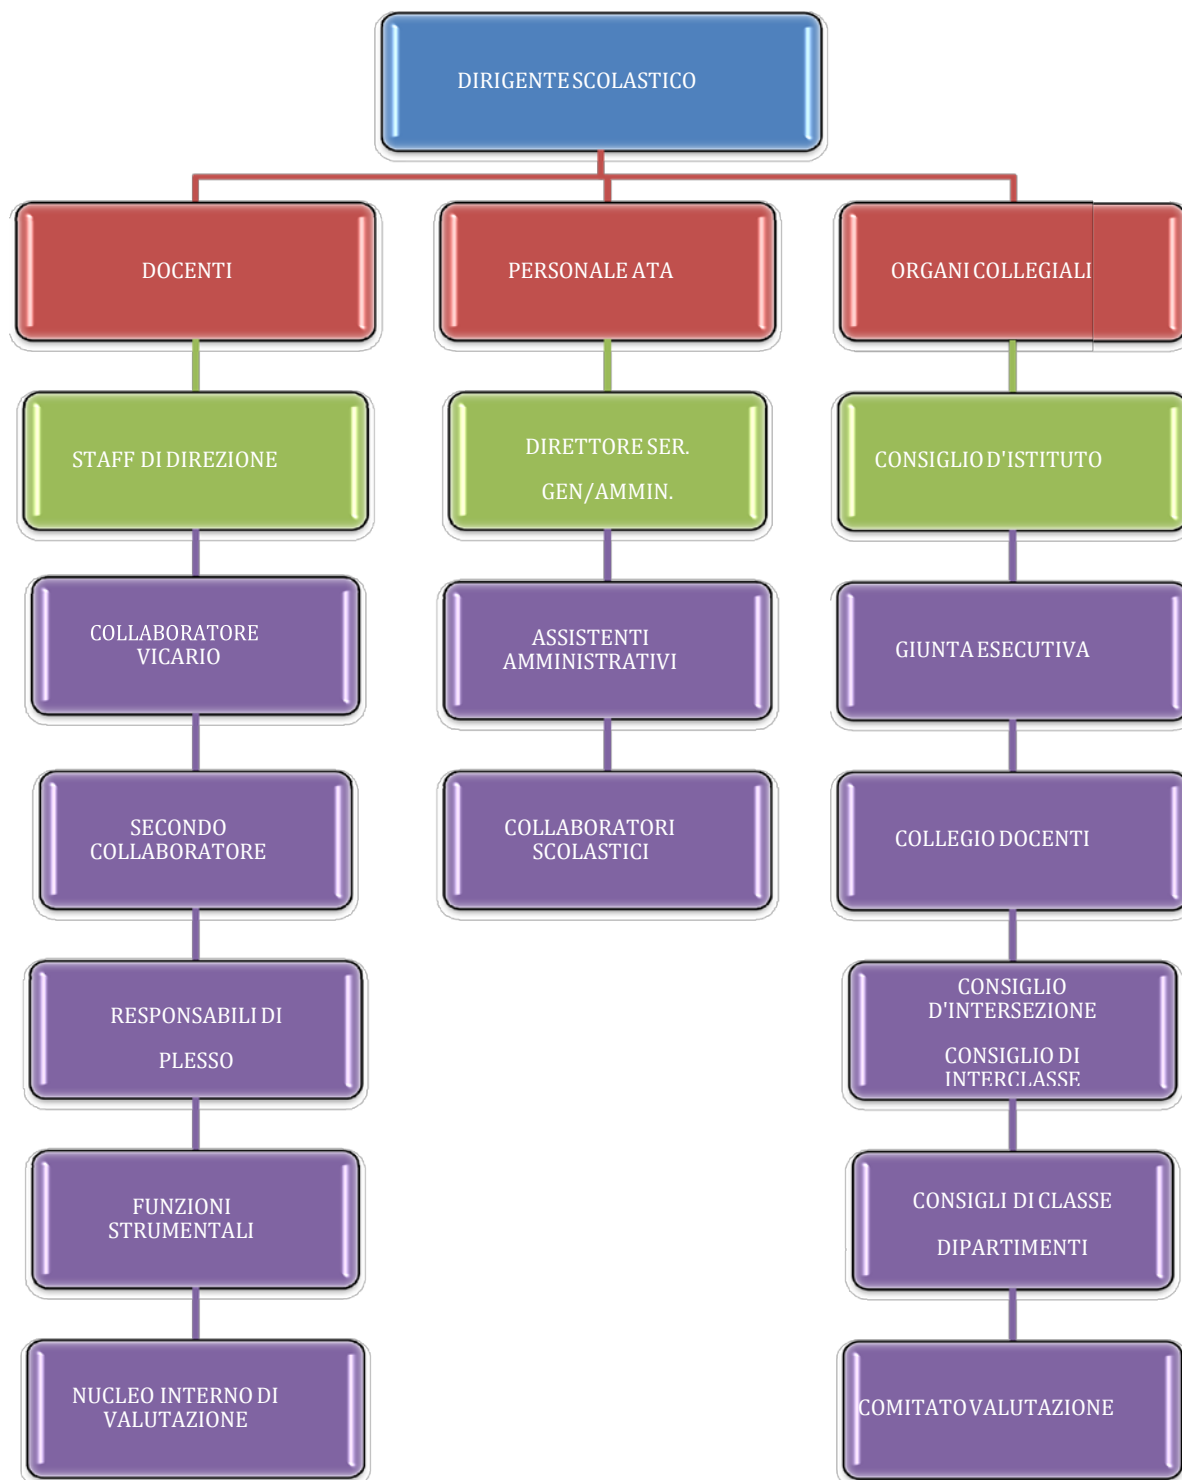 DIRIGENTE SCOLASTICO
DOCENTI
PERSONALE ATA
ORGANI COLLEGIALI
STAFF DI DIREZIONE
DIRETTORE SER.
GEN/AMMIN.
CONSIGLIO D'ISTITUTO
COLLABORATORE
VICARIO
ASSISTENTI
AMMINISTRATIVI
GIUNTA ESECUTIVA
SECONDO
COLLABORATORE
COLLABORATORI
SCOLASTICI
COLLEGIO DOCENTI
RESPONSABILI DI
PLESSO
CONSIGLIO
D'INTERSEZIONE
CONSIGLIO DI
INTERCLASSE
FUNZIONI
STRUMENTALI
CONSIGLI DI CLASSE
DIPARTIMENTI
NUCLEO INTERNO DI
VALUTAZIONE
COMITATO VALUTAZIONE